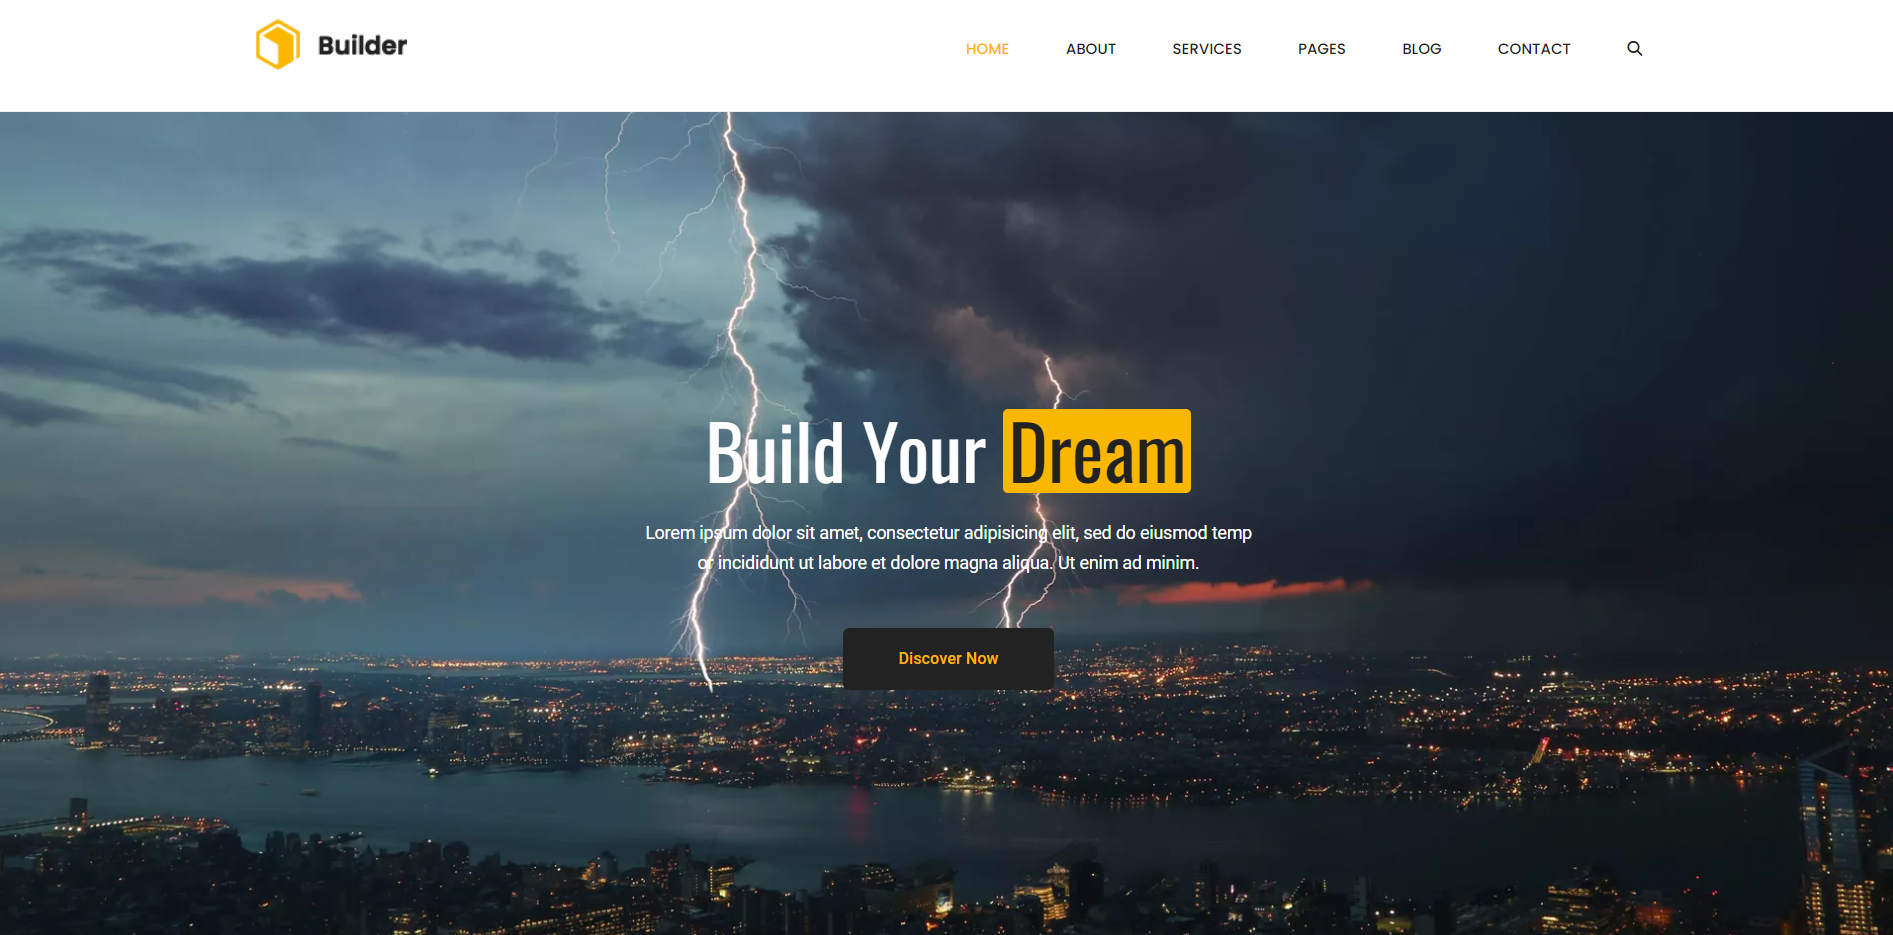 Builder
HOME ABOUT SERVICES PAGES BLOG CONTACT
Build Your Dream
Lorem ipsum dolor sit amet, consectetur adipisicing elit, sed do eiusmod temp
or incididunt ut labore et dolore magna aliqua. Ut enim ad minim.
Discover Now